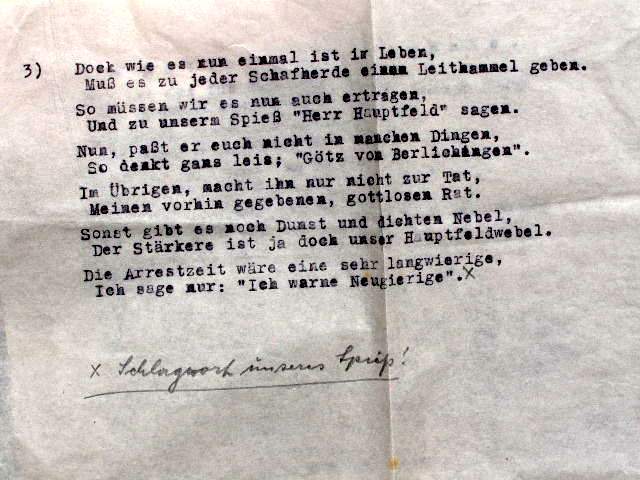 3) Dock wie es nun einmal ist im Leben,
Muß es zu jeder Schafherde einen Leithammel geben.
So müssen wir es nun auch ertragen,
Und zu unserm Spieß "Herr Hauptfeld" sagen.
Nun, paßt er euch nicht in manchen Dingen,
So denkt gans leis; "Götz von Berlichingen".
Im Übrigen, macht ihm nur nicht zur Tat,
Meinen vorhin gegebenen, gottlosen Rat.
Sonst gibt es noch Dunst und dichten Nebel,
Der Stärkere ist ja doch unser Hauptfeldwebel.
Die Arrestzeit wäre eine sehr langwierige,
Ich sage nur: "Ich warne Neugierige".x
x Schlagwort unseres Spieß!